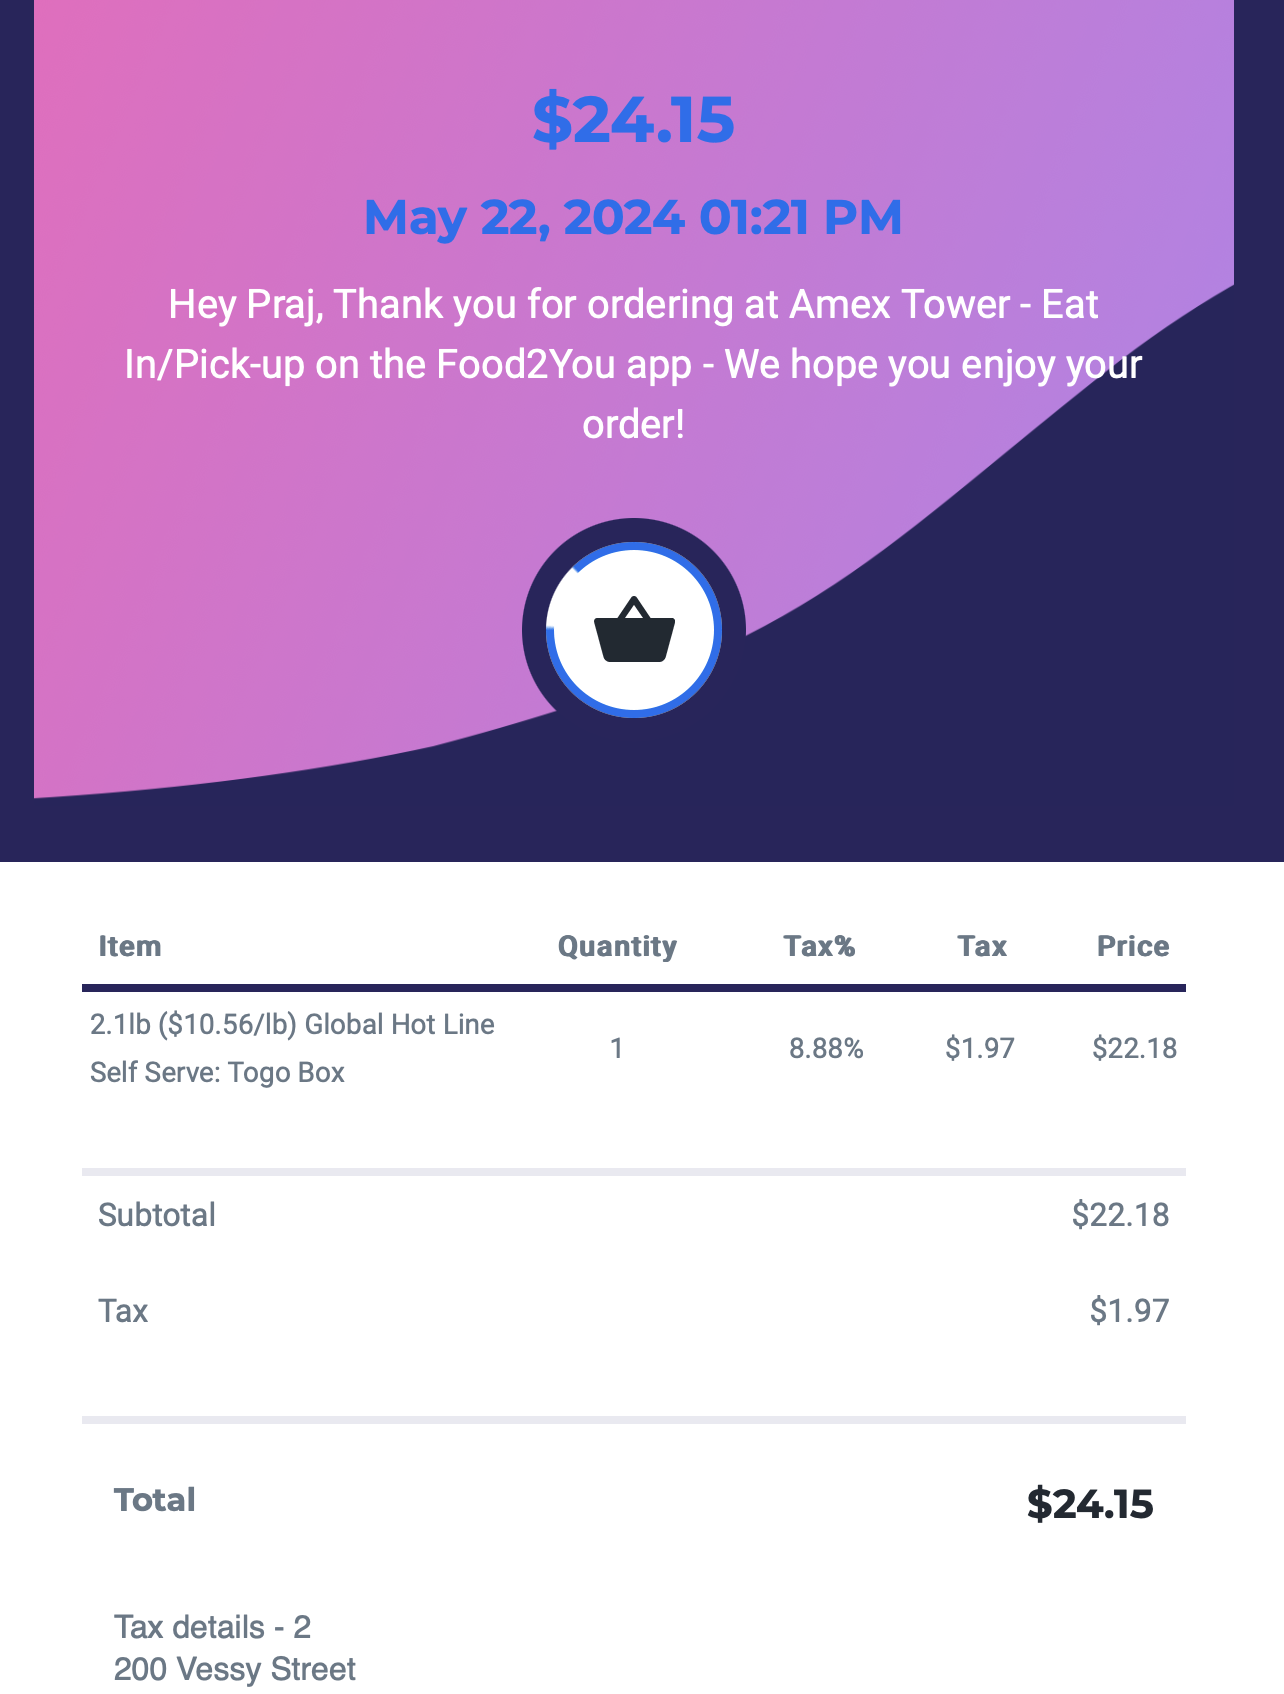 $24.15
May 22, 2024 01:21 PM
Hey Praj, Thank you for ordering at Amex Tower - Eat
In/Pick-up on the Food2You app - We hope you enjoy your
order!
Item Quantity Tax% Tax Price
2.1lb ($10.56/lb) Global Hot Line
Self Serve: Togo Box
1 8.88% $1.97 $22.18
Subtotal $22.18
Tax $1.97
Total $24.15
Tax details - 2
200 Vessy Street